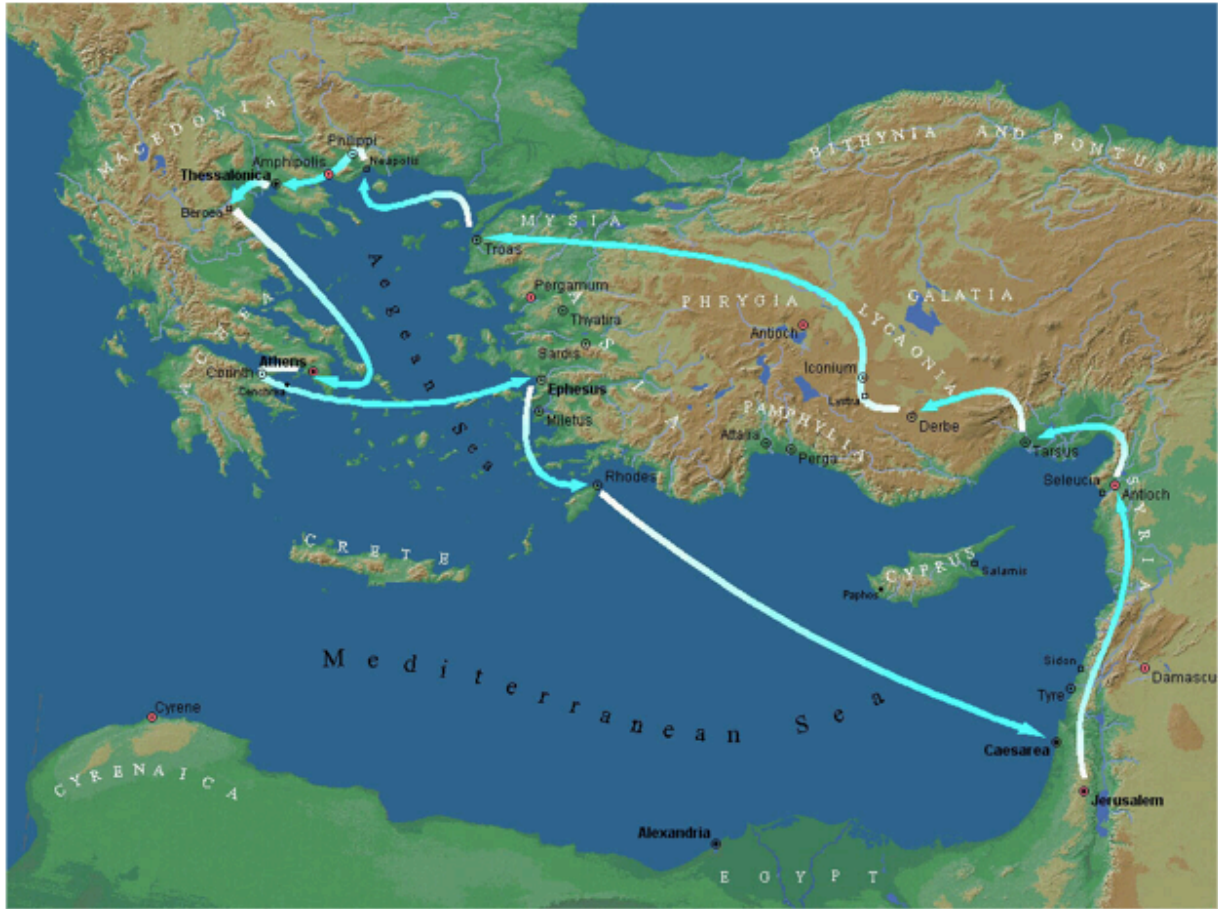 MACEDONIA
BITHYNIA AND PONTUS
Philippi
Neapolis
Amphipolis
Thessalonica
Beroea
MYSIA
Troas
Aegean Sea
Pergamum
Thyatira
Sardis
ASIA
PHRYGIA
Antioch
LYCAONIA
GALATIA
ACHAEA
Athens
Corinth
Cenchrea
Ephesus
Miletus
Iconium
Lystra
Derbe
PAMPHYLIA
Attalia
Perga
Tarsus
Seleucia
Antioch
SYRIA
Rhodes
CRETE
CYPRUS
Salamis
Paphos
Mediterranean Sea
Sidon
Tyre
Damascu
Cyrene
CYRENAICA
Caesarea
Jerusalem
Alexandria
EGYPT